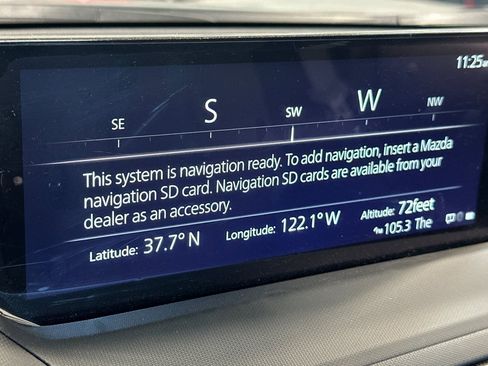 11:25
SE S SW W NW
This system is navigation ready. To add navigation, insert a Mazda
navigation SD card. Navigation SD cards are available from your
dealer as an accessory.
Latitude: 37.7° N Longitude: 122.1° W Altitude: 72feet
105.3 The